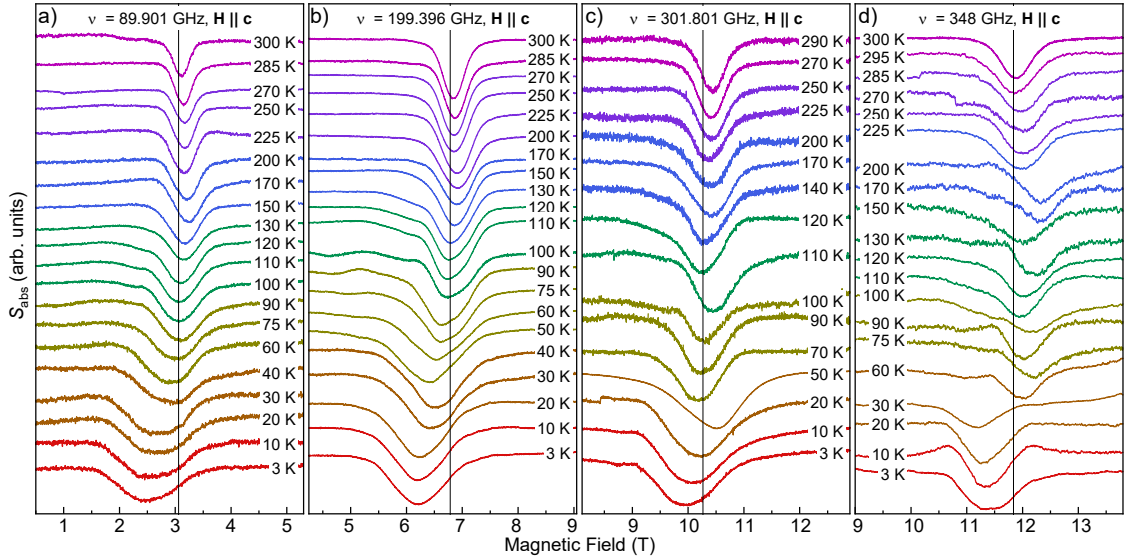 a) ν = 89.901 GHz, H || c
300 K
285 K
270 K
250 K
225 K
200 K
170 K
150 K
130 K
120 K
110 K
100 K
90 K
75 K
60 K
40 K
30 K
20 K
10 K
3 K
1 2 3 4 5
b) ν = 199.396 GHz, H || c
300 K
285 K
270 K
250 K
225 K
200 K
170 K
150 K
130 K
120 K
110 K
100 K
90 K
75 K
60 K
50 K
40 K
30 K
20 K
10 K
3 K
5 6 7 8 9
c) ν = 301.801 GHz, H || c
290 K
270 K
250 K
225 K
200 K
170 K
140 K
120 K
110 K
100 K
90 K
70 K
50 K
20 K
10 K
3 K
8 9 10 11 12
d) ν = 348 GHz, H || c
300 K
295 K
285 K
270 K
250 K
225 K
200 K
170 K
150 K
130 K
120 K
110 K
100 K
90 K
75 K
60 K
30 K
20 K
10 K
3 K
9 10 11 12 13
S_abs (arb. units)
Magnetic Field (T)